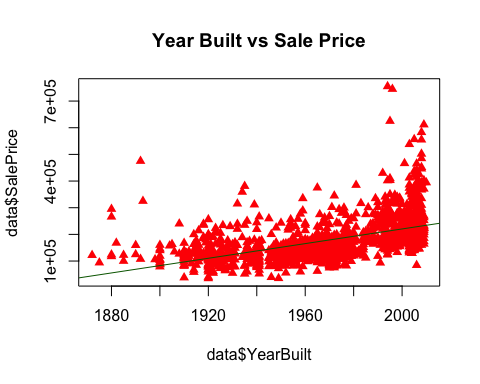 Year Built vs Sale Price
data$SalePrice
7e+05
4e+05
1e+05
1880 1920 1960 2000
data$YearBuilt